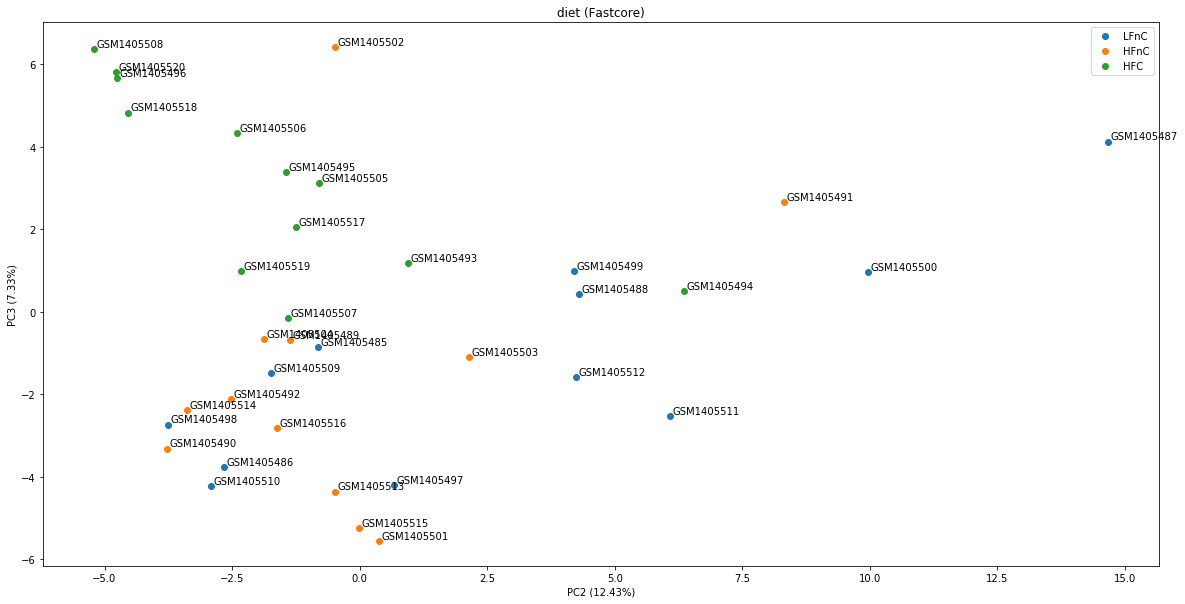 diet (Fastcore)
LFnC
HFnC
HFC
GSM1405508
GSM1405502
GSM1405520
GSM1405496
GSM1405518
GSM1405506
GSM1405487
GSM1405495
GSM1405505
GSM1405491
GSM1405517
GSM1405493
GSM1405519
GSM1405499
GSM1405500
GSM1405488
GSM1405494
GSM1405507
GSM1405504
GSM1405489
GSM1405485
GSM1405503
GSM1405509
GSM1405512
GSM1405492
GSM1405514
GSM1405498
GSM1405511
GSM1405516
GSM1405490
GSM1405486
GSM1405510
GSM1405497
GSM1405513
GSM1405515
GSM1405501
6
4
2
0
−2
−4
−6
PC3 (7.33%)
−5.0
−2.5
0.0
2.5
5.0
7.5
10.0
12.5
15.0
PC2 (12.43%)